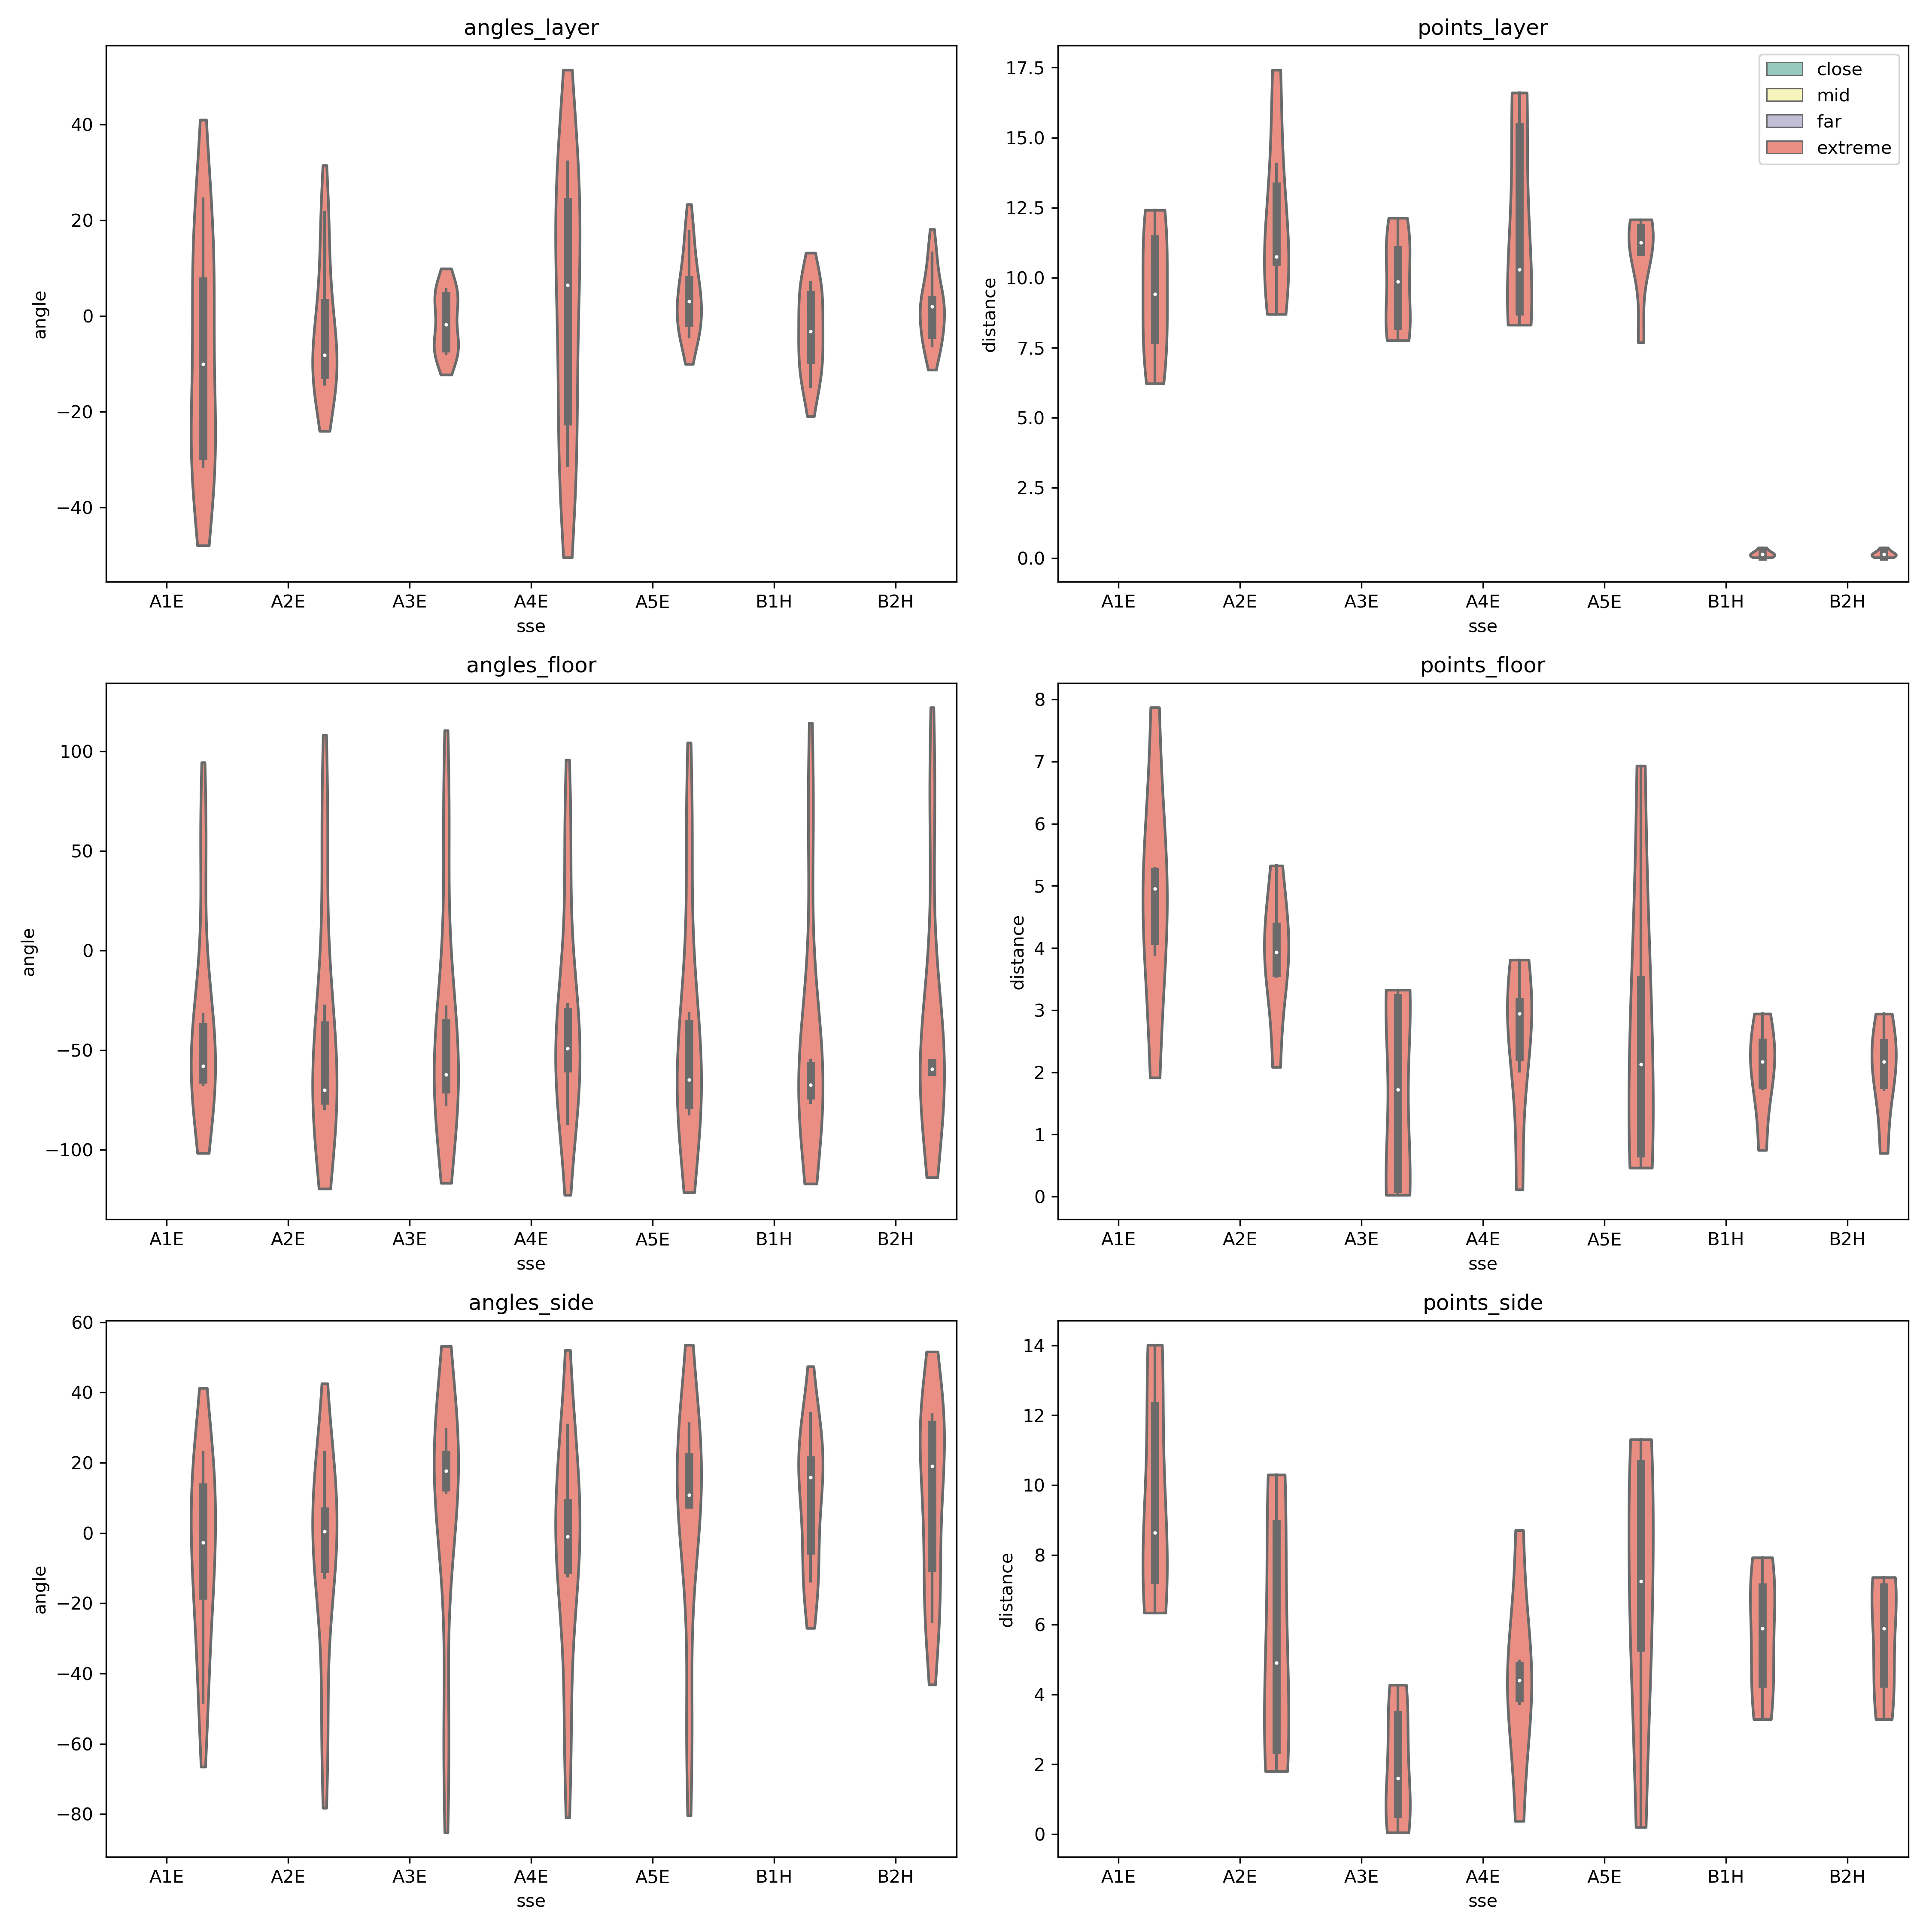 angles_layer
angle
40
20
0
−20
−40
A1E A2E A3E A4E A5E B1H B2H
sse
points_layer
distance
17.5
15.0
12.5
10.0
7.5
5.0
2.5
0.0
close
mid
far
extreme
A1E A2E A3E A4E A5E B1H B2H
sse
angles_floor
angle
100
50
0
−50
−100
A1E A2E A3E A4E A5E B1H B2H
sse
points_floor
distance
8
7
6
5
4
3
2
1
0
A1E A2E A3E A4E A5E B1H B2H
sse
angles_side
angle
60
40
20
0
−20
−40
−60
−80
A1E A2E A3E A4E A5E B1H B2H
sse
points_side
distance
14
12
10
8
6
4
2
0
A1E A2E A3E A4E A5E B1H B2H
sse